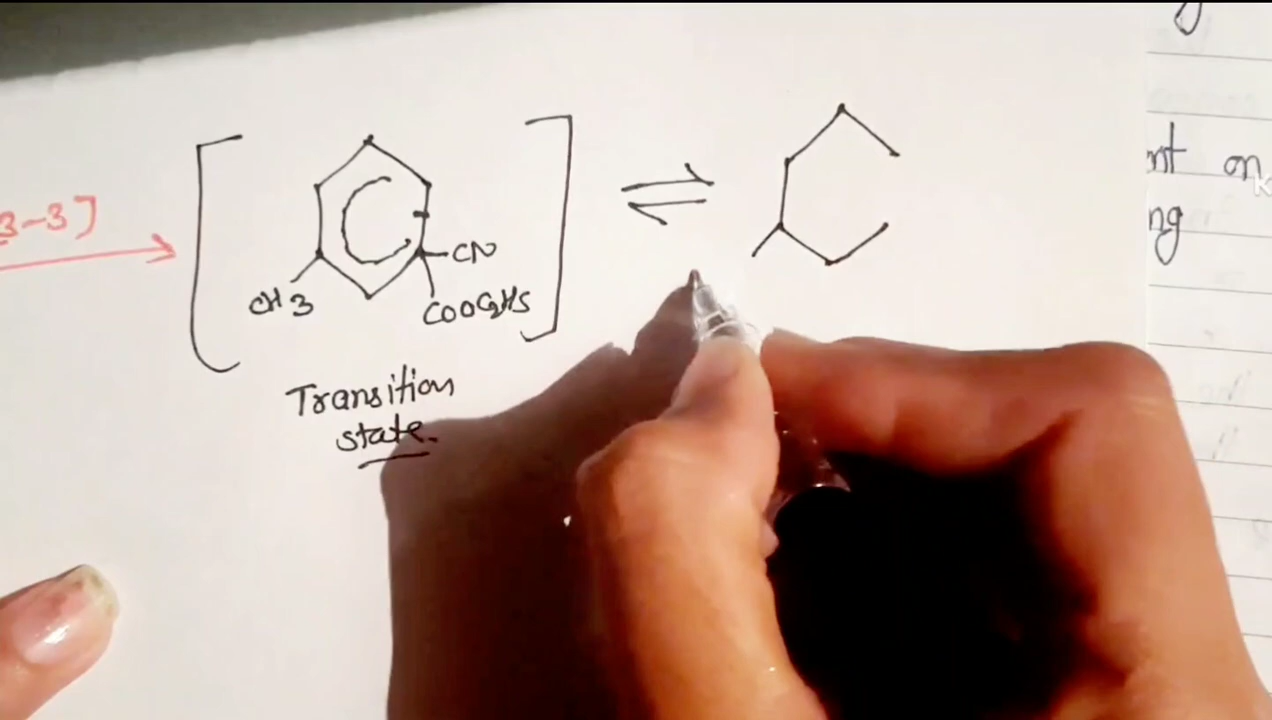 3-3]
CN
CH3
COOC2H5
Transition
state.
nt on
ng
K